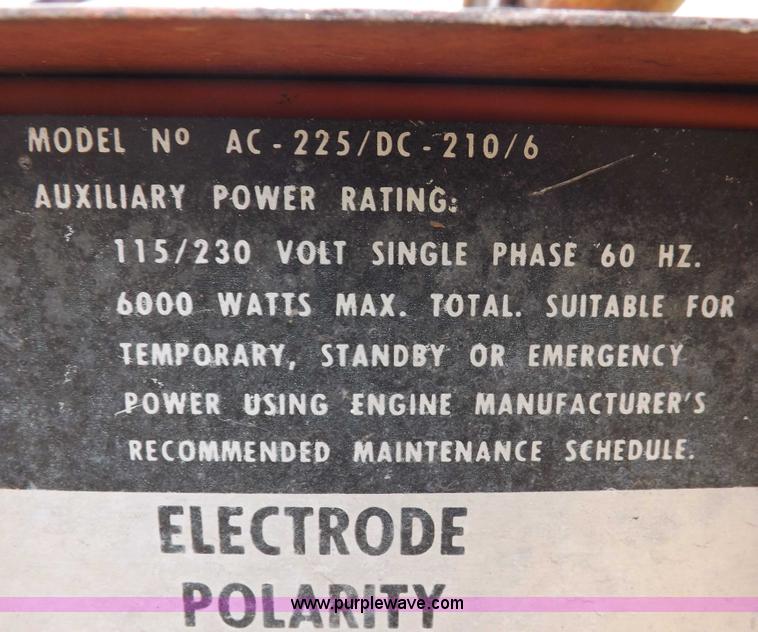 MODEL Nº AC-225/DC-210/6
AUXILIARY POWER RATING:
115/230 VOLT SINGLE PHASE 60 HZ.
6000 WATTS MAX. TOTAL. SUITABLE FOR
TEMPORARY, STANDBY OR EMERGENCY
POWER USING ENGINE MANUFACTURER'S
RECOMMENDED MAINTENANCE SCHEDULE.
ELECTRODE
POLARITY
www.purplewave.com